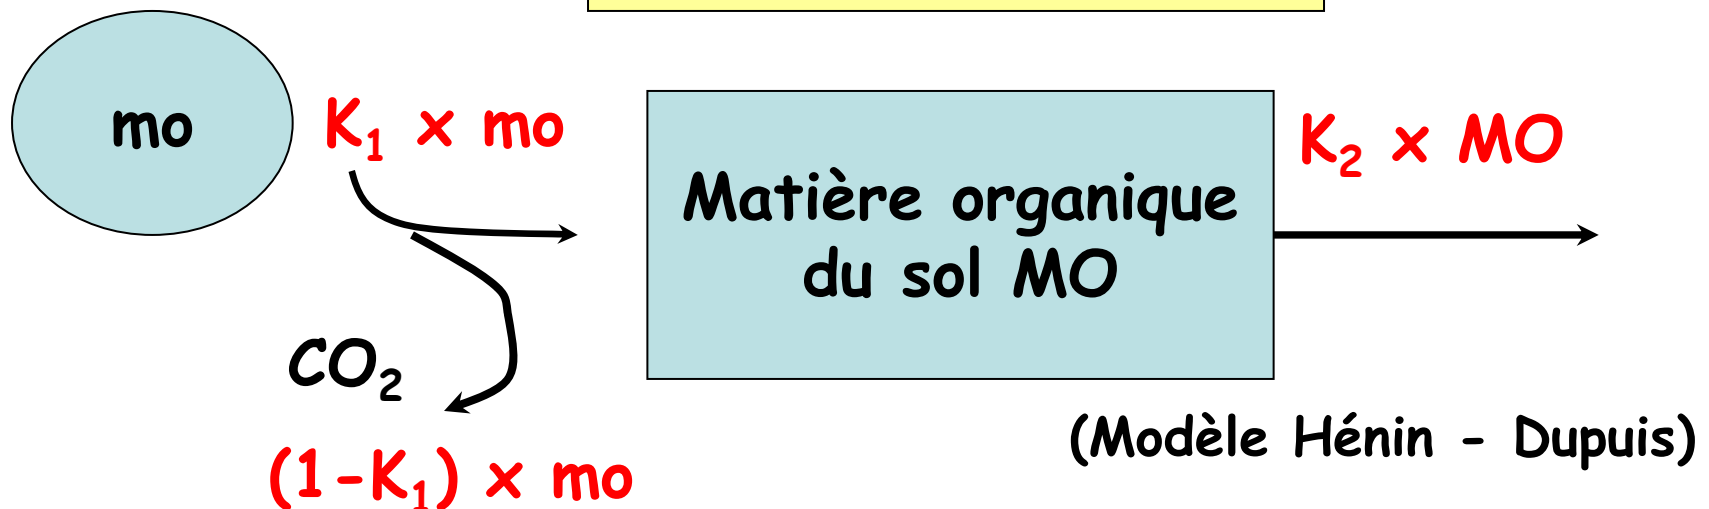 mo
K₁ x mo
K₂ x MO
Matière organique
du sol MO
CO₂
(Modèle Hénin - Dupuis)
(1-K₁) x mo